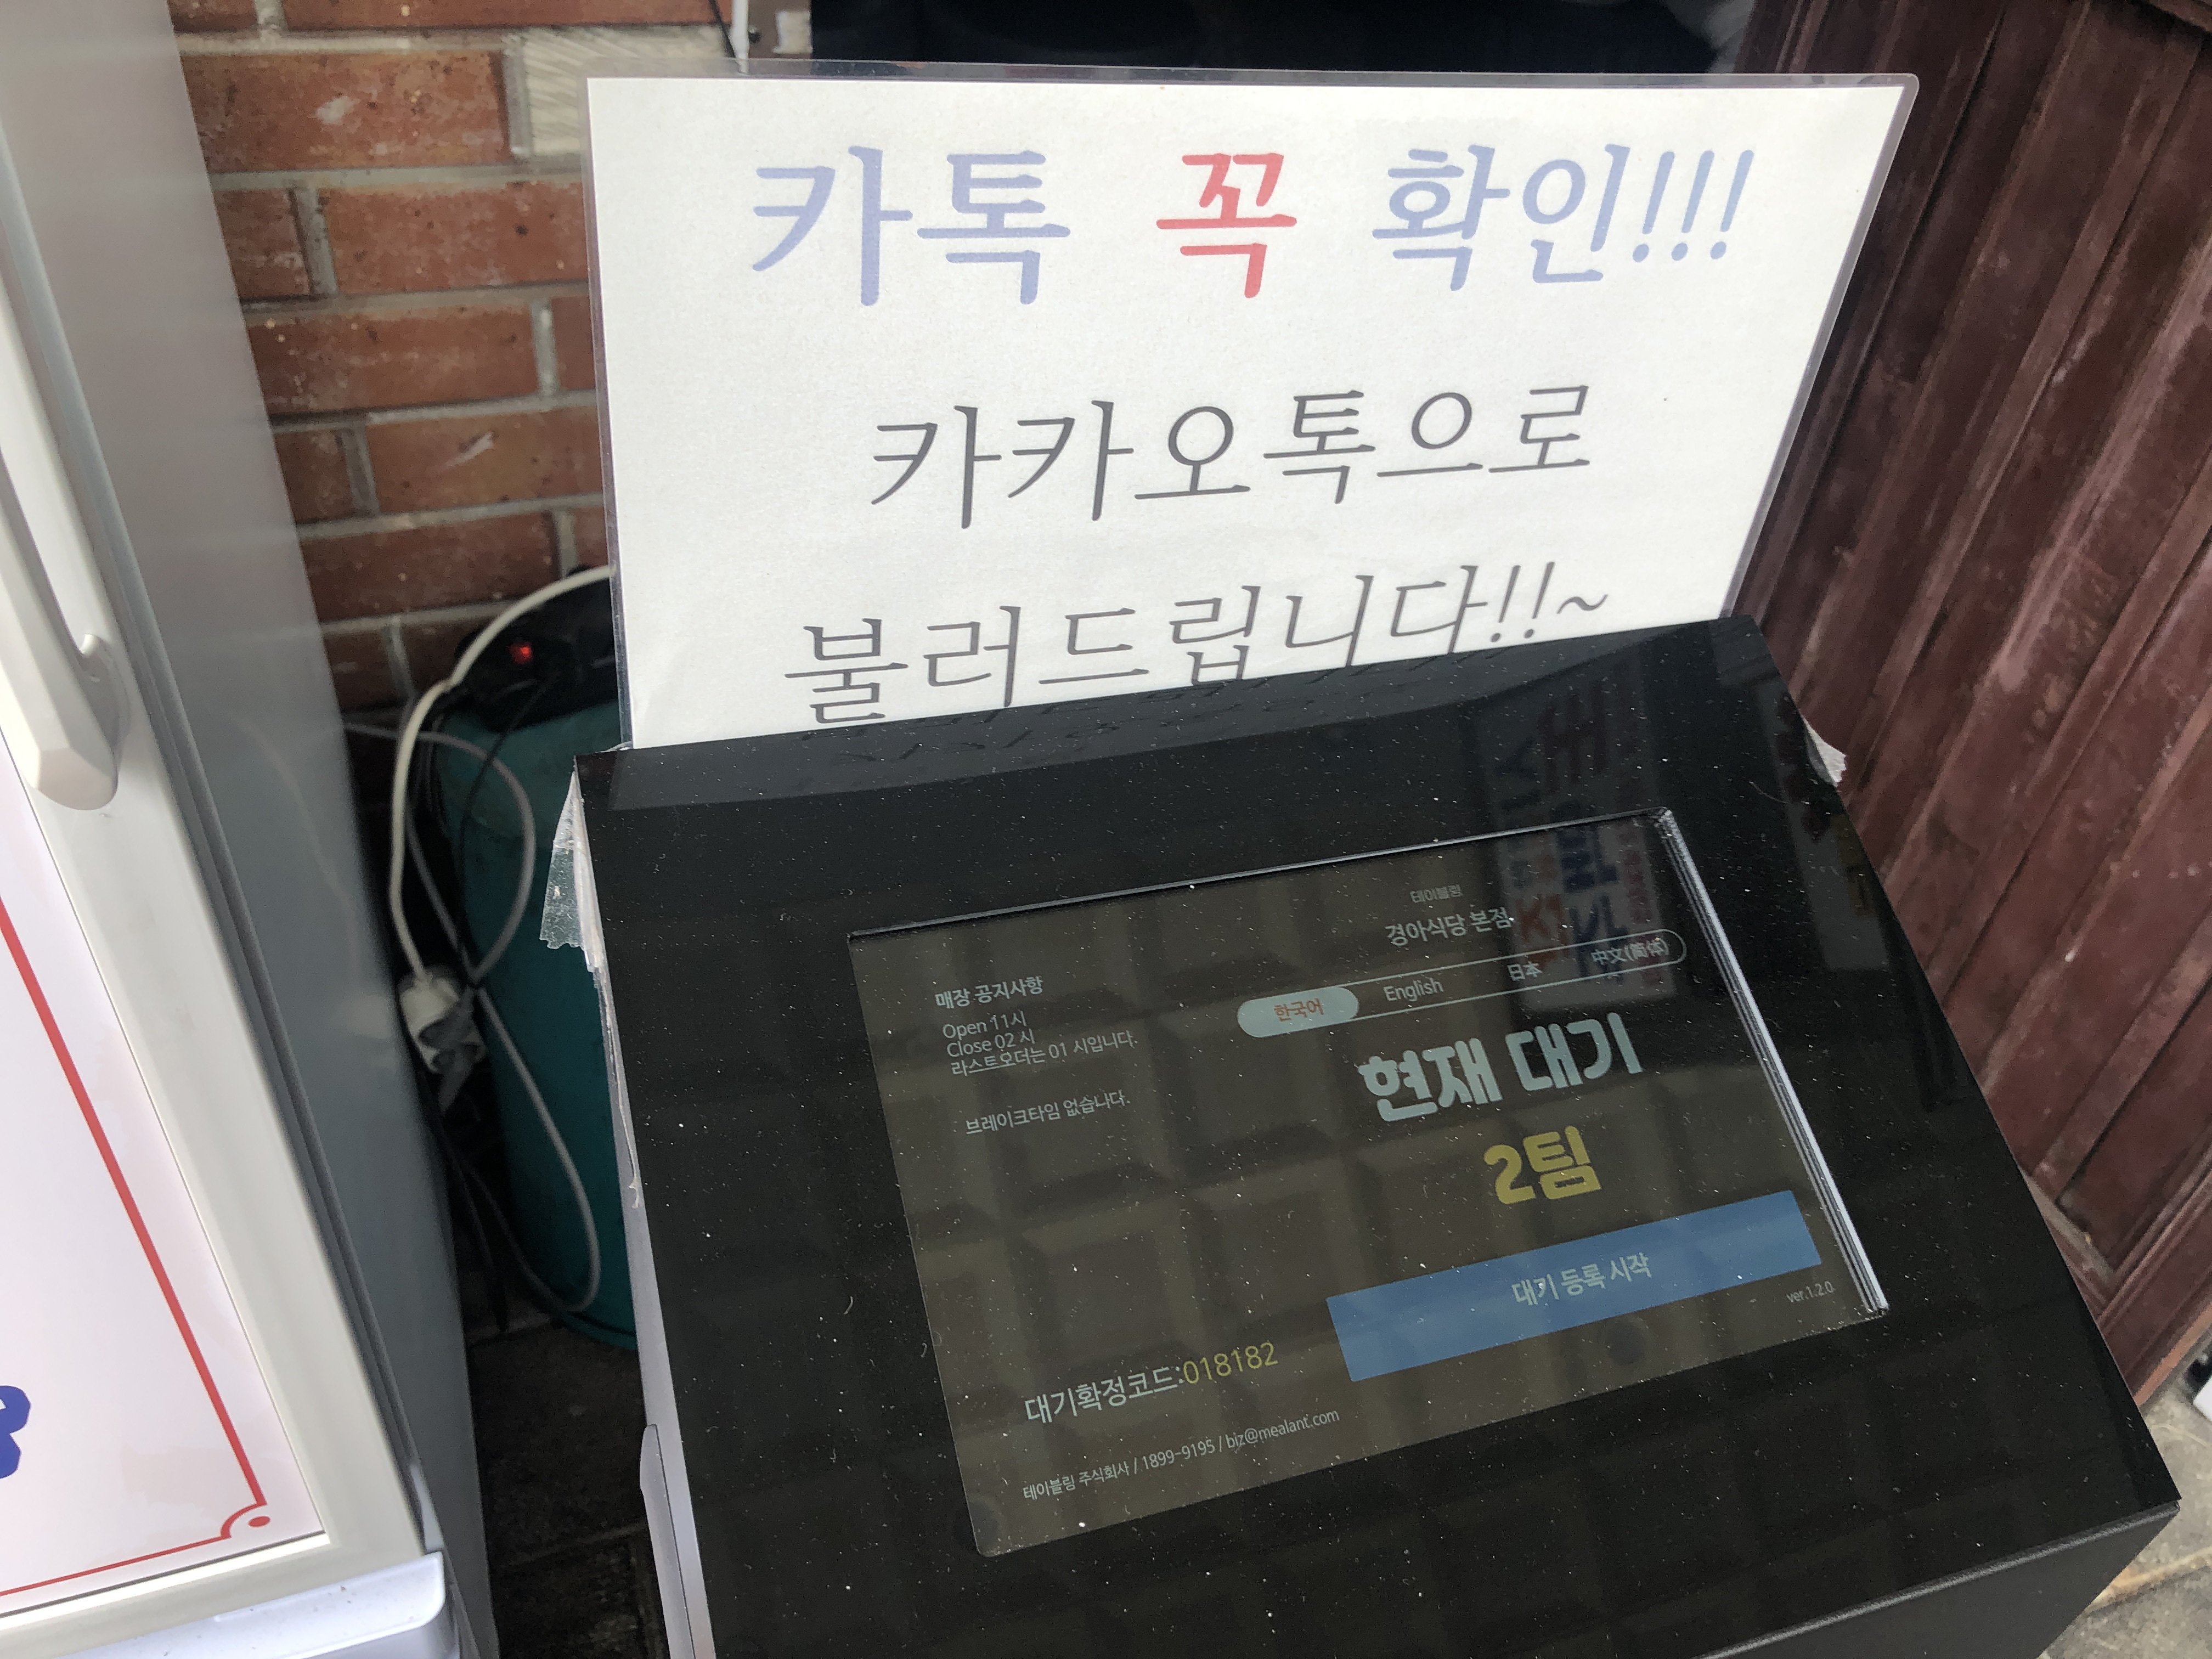 카톡 꼭 확인!!!
카카오톡으로
불러드립니다!!~
테이블링
경아식당 본점
한국어 English 日本 中文(简体)
매장 공지사항
Open 11시
Close 02 시
라스트오더는 01 시입니다.
브레이크타임 없습니다.
현재 대기
2팀
대기 등록 시작
ver.1.2.0
대기확정코드:018182
테이블링 주식회사 / 1899-9195 / biz@mealant.com